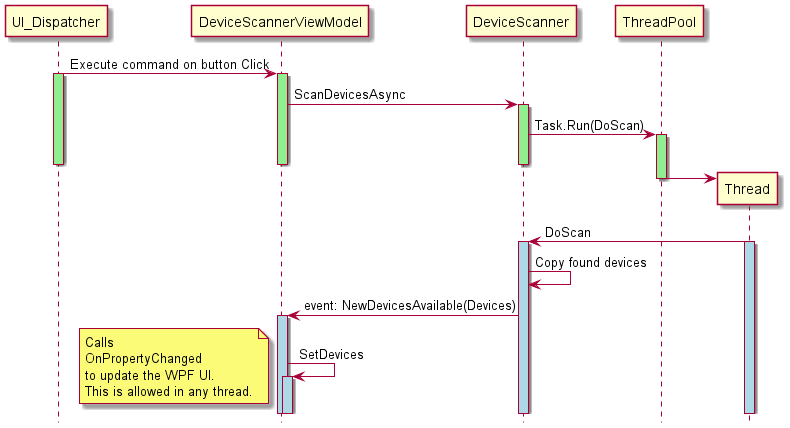 UI_Dispatcher
DeviceScannerViewModel
DeviceScanner
ThreadPool
Execute command on button Click
ScanDevicesAsync
Task.Run(DoScan)
Thread
DoScan
Copy found devices
event: NewDevicesAvailable(Devices)
Calls
OnPropertyChanged
to update the WPF UI.
This is allowed in any thread.
SetDevices